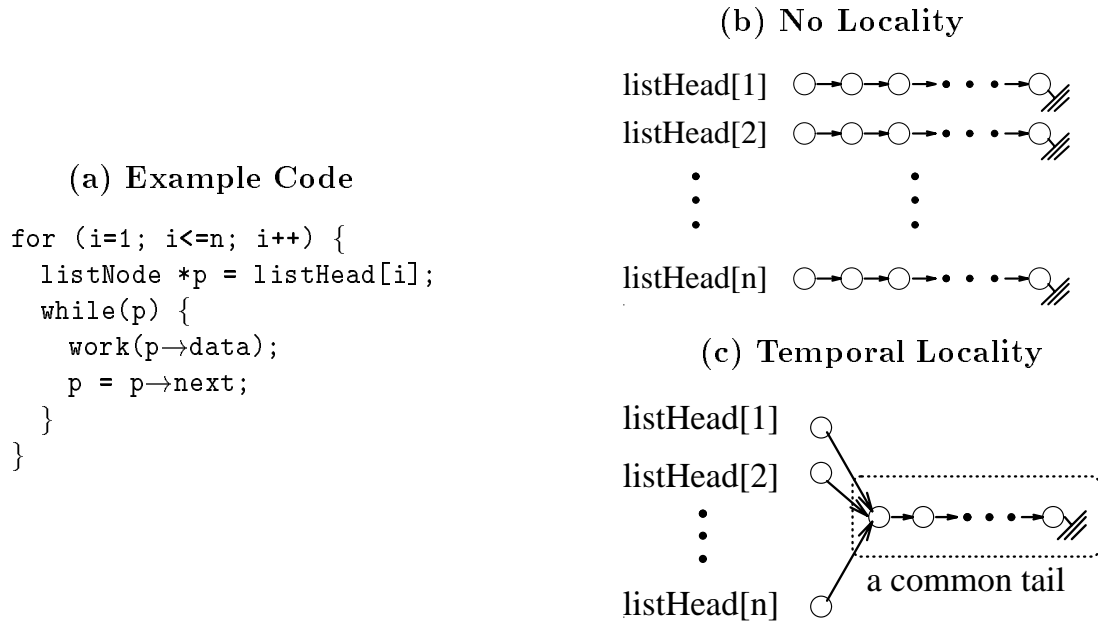 (a) Example Code
for (i=1; i<=n; i++) {
  listNode *p = listHead[i];
  while(p) {
    work(p→data);
    p = p→next;
  }
}
(b) No Locality
listHead[1]
listHead[2]
listHead[n]
(c) Temporal Locality
listHead[1]
listHead[2]
a common tail
listHead[n]